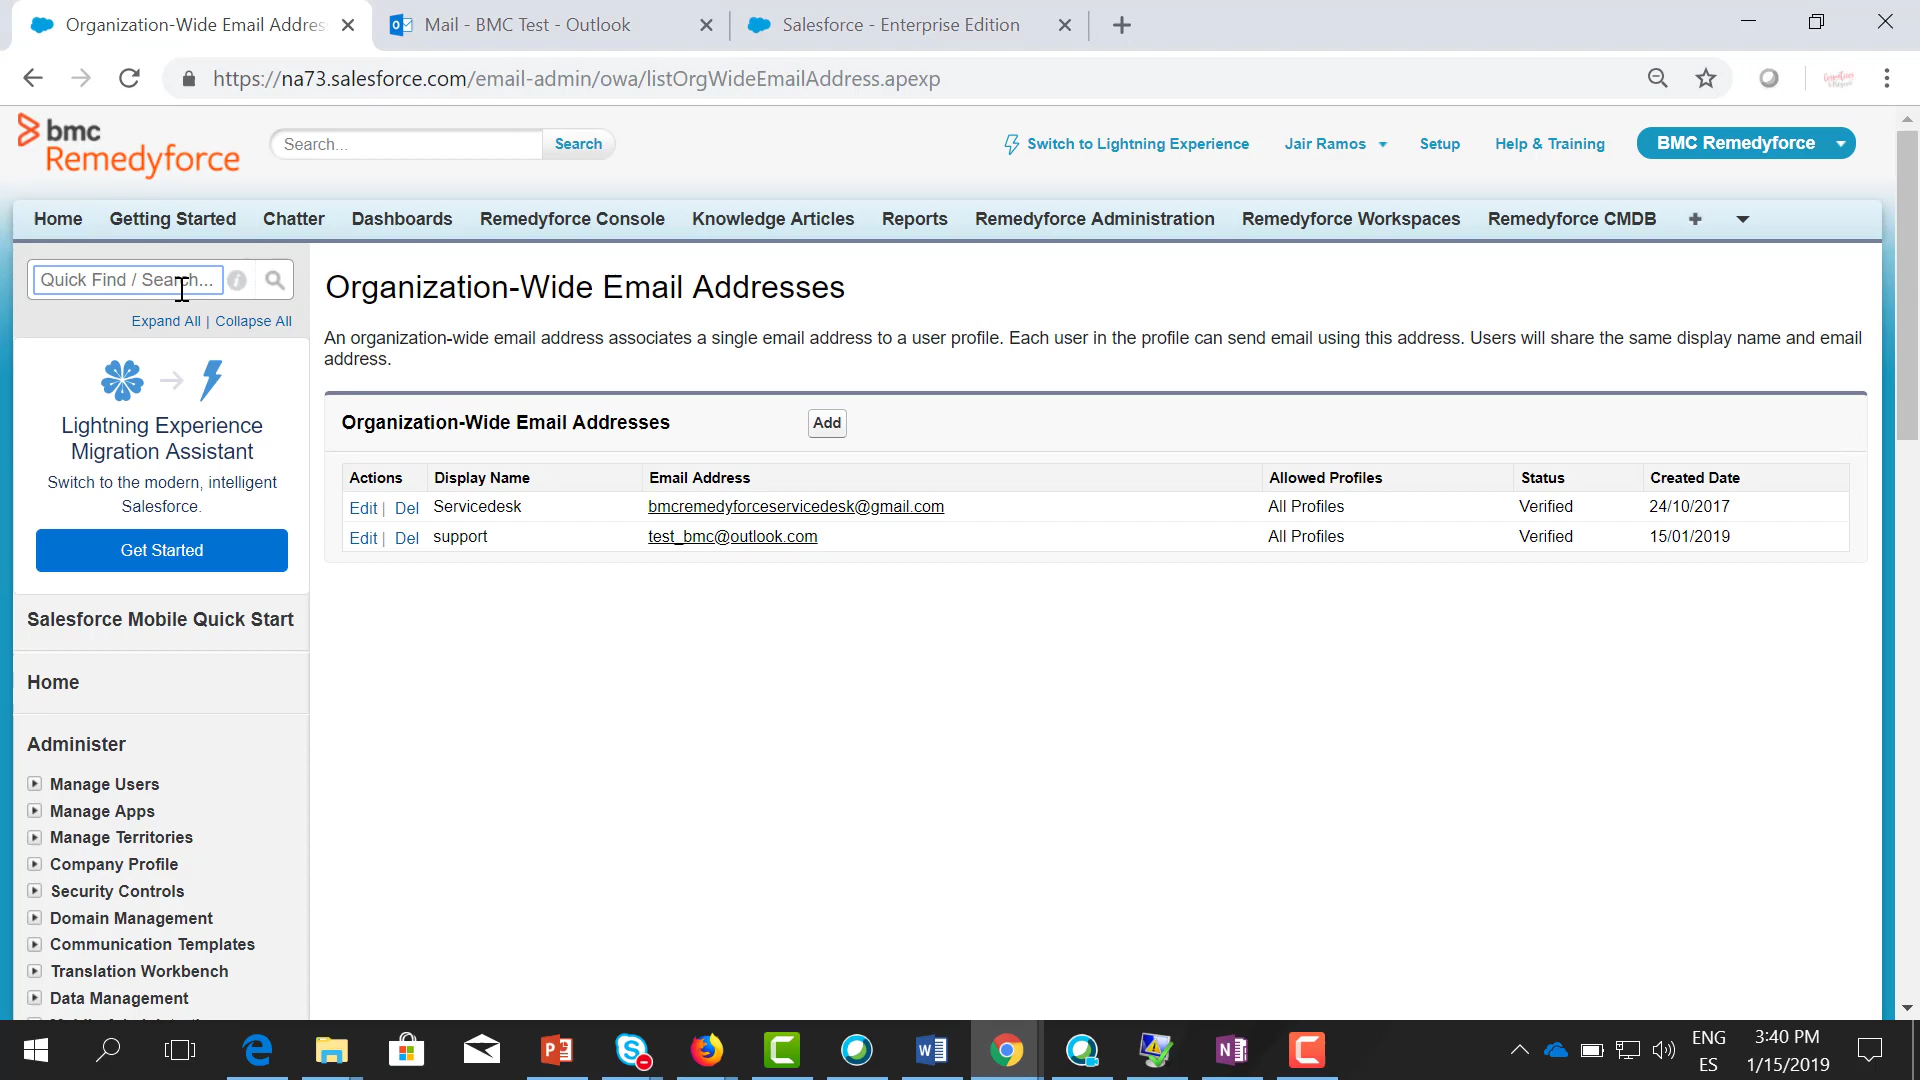 Organization-Wide Email Addres
Mail - BMC Test - Outlook
Salesforce - Enterprise Edition
https://na73.salesforce.com/email-admin/owa/listOrgWideEmailAddress.apexp
bmc
Remedyforce
Search...
Search
Switch to Lightning Experience
Jair Ramos
Setup
Help & Training
BMC Remedyforce
Home
Getting Started
Chatter
Dashboards
Remedyforce Console
Knowledge Articles
Reports
Remedyforce Administration
Remedyforce Workspaces
Remedyforce CMDB
Quick Find / Search...
Expand All | Collapse All
Lightning Experience
Migration Assistant
Switch to the modern, intelligent
Salesforce.
Get Started
Salesforce Mobile Quick Start
Home
Administer
Manage Users
Manage Apps
Manage Territories
Company Profile
Security Controls
Domain Management
Communication Templates
Translation Workbench
Data Management
Organization-Wide Email Addresses
An organization-wide email address associates a single email address to a user profile. Each user in the profile can send email using this address. Users will share the same display name and email
address.
Organization-Wide Email Addresses
Add
Actions Display Name Email Address Allowed Profiles Status Created Date
Edit | Del Servicedesk bmcremedyforceservicedesk@gmail.com All Profiles Verified 24/10/2017
Edit | Del support test_bmc@outlook.com All Profiles Verified 15/01/2019
ENG
ES
3:40 PM
1/15/2019